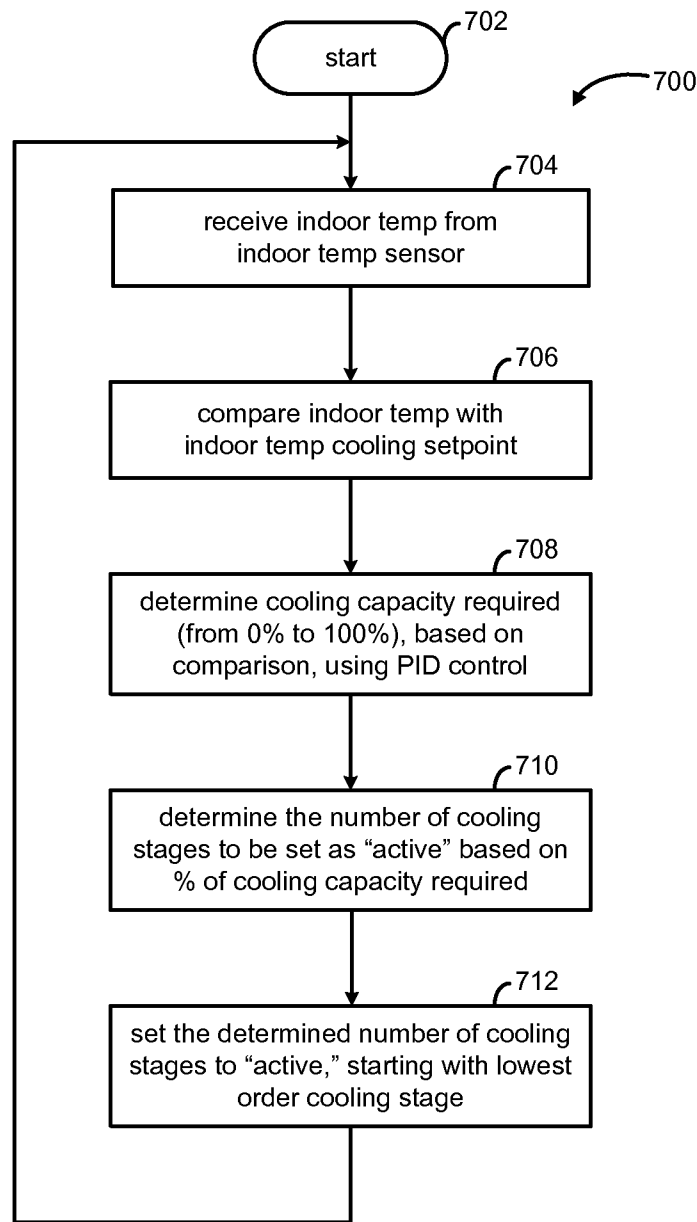 702
start
700
704
receive indoor temp from
indoor temp sensor
706
compare indoor temp with
indoor temp cooling setpoint
708
determine cooling capacity required
(from 0% to 100%), based on
comparison, using PID control
710
determine the number of cooling
stages to be set as “active” based on
% of cooling capacity required
712
set the determined number of cooling
stages to “active,” starting with lowest
order cooling stage